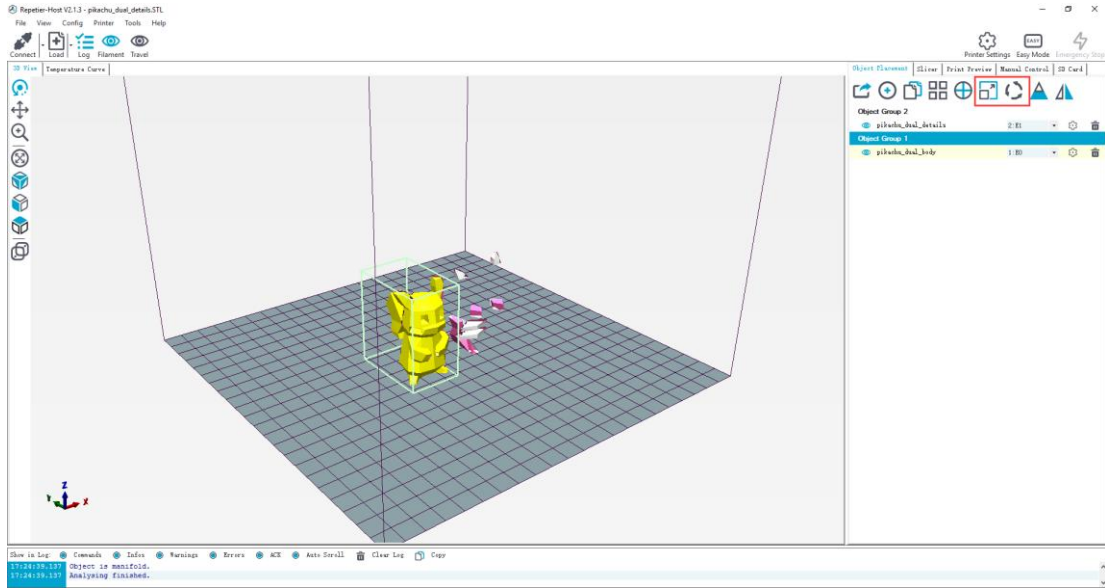 Repetier-Host V2.1.3 - pikachu_dual_details.STL
File View Config Printer Tools Help
Connect Load Log Filament Travel Printer Settings Easy Mode Emergency Stop
EASY
3D View Temperature Curve Object Placement Slicer Print Preview Manual Control SD Card
Object Group 2
pikachu_dual_details 2:E1
Object Group 1
pikachu_dual_body 1:E0
Z
Y X
Show in Log: Commands Infos Warnings Errors ACK Auto Scroll Clear Log Copy
17:24:39.137 Object is manifold.
17:24:39.137 Analysing finished.